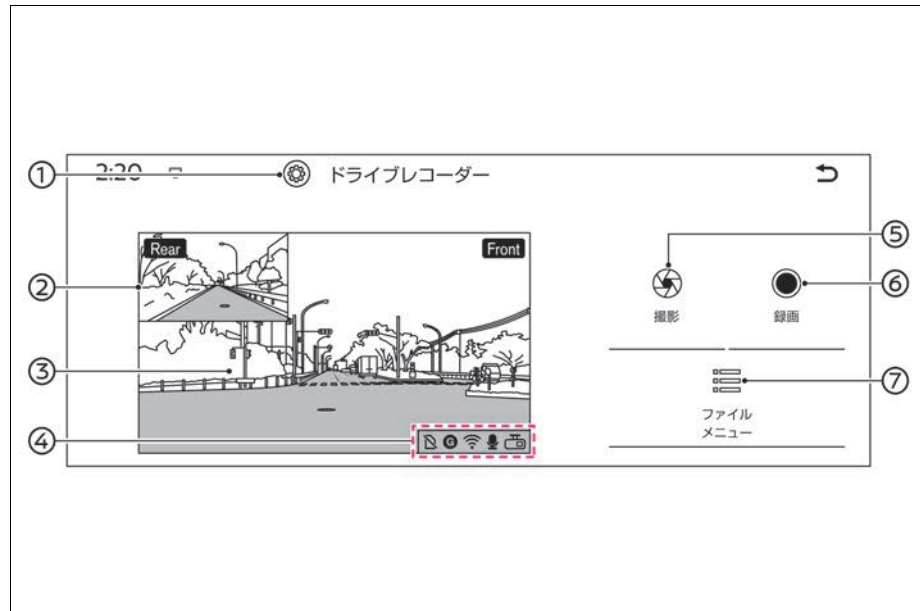 ①
2:20
ドライブレコーダー
②
Rear
Front
③
④
G
⑤
撮影
⑥
録画
⑦
ファイル
メニュー